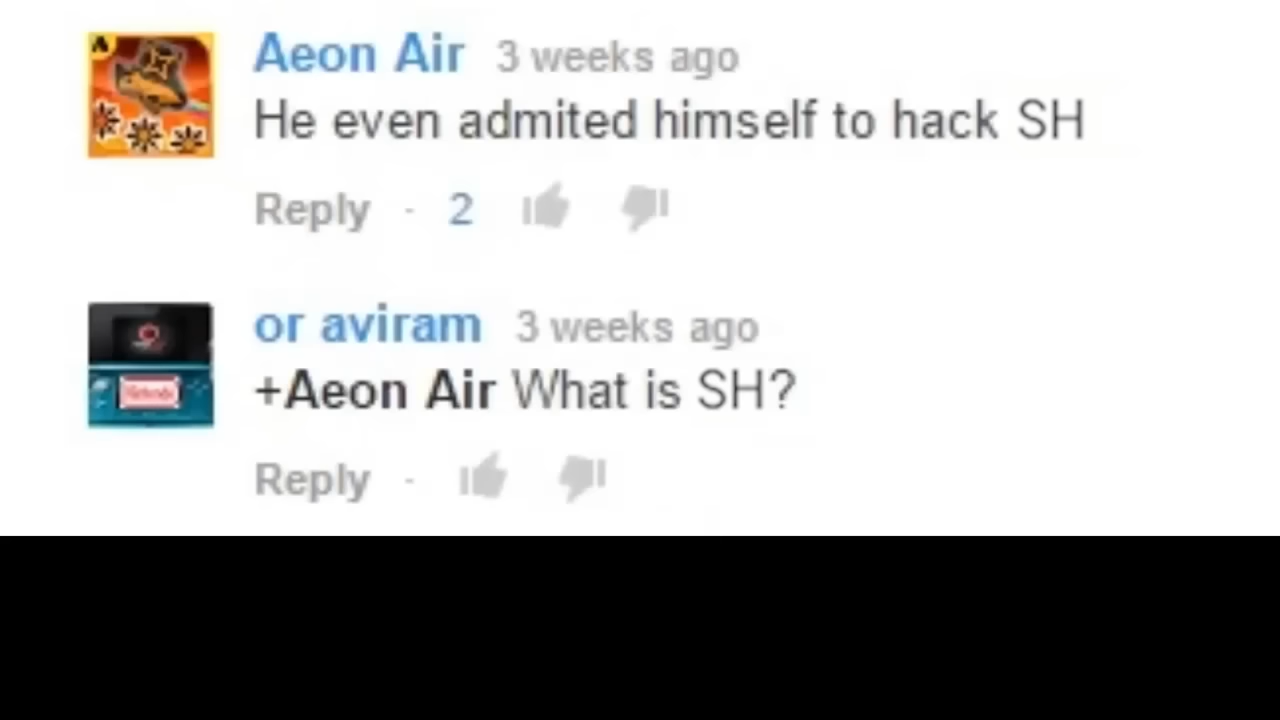 Aeon Air 3 weeks ago
He even admited himself to hack SH
Reply · 2
or aviram 3 weeks ago
+Aeon Air What is SH?
Reply ·